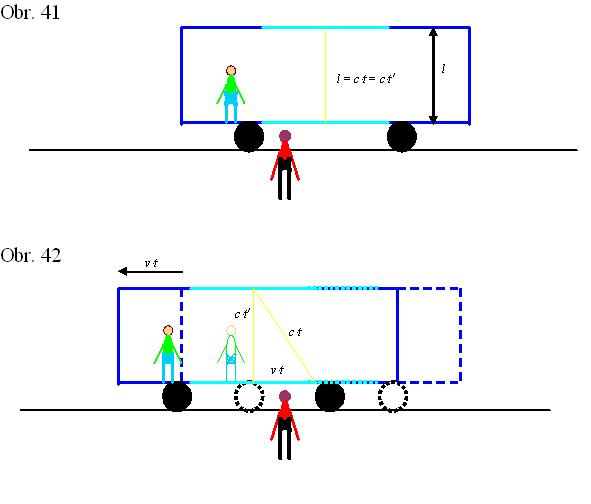 Obr. 41
l = c t = c t'
l
Obr. 42
v t
c t'
c t
v t